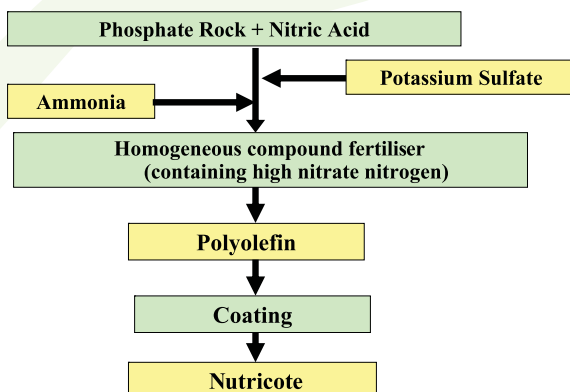 Phosphate Rock + Nitric Acid
Potassium Sulfate
Ammonia
Homogeneous compound fertiliser
(containing high nitrate nitrogen)
Polyolefin
Coating
Nutricote